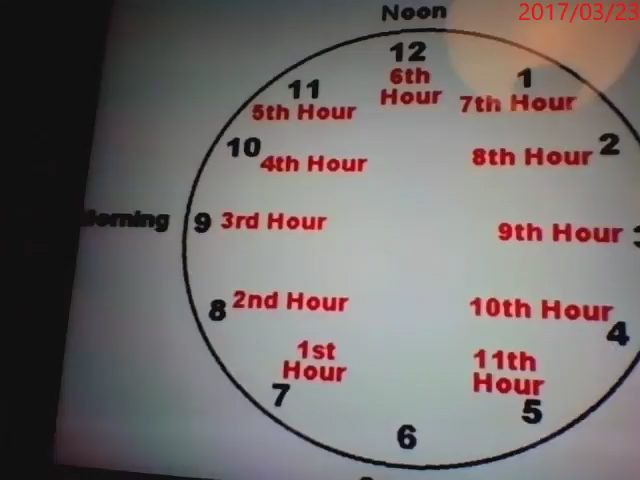 2017/03/23
Noon
12
6th
Hour
11
5th Hour
1
7th Hour
10
4th Hour
2
8th Hour
Morning
9
3rd Hour
9th Hour
8
2nd Hour
10th Hour
4
1st
Hour
7
11th
Hour
5
6